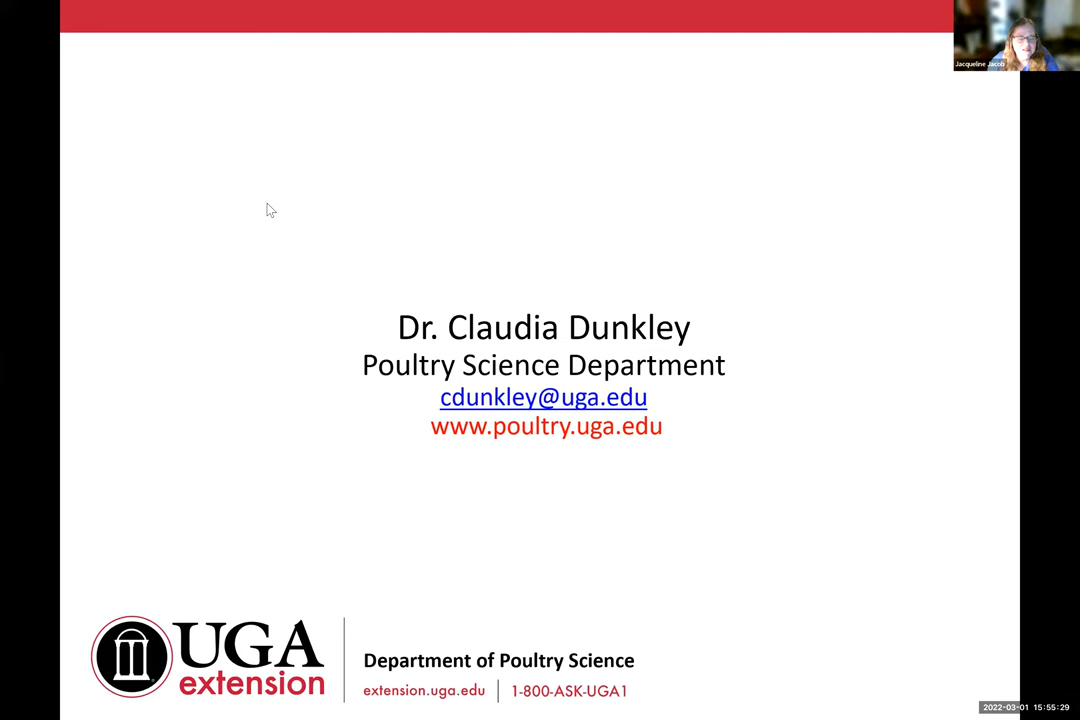 Jacqueline Jacob
Dr. Claudia Dunkley
Poultry Science Department
cdunkley@uga.edu
www.poultry.uga.edu
UGA
extension
Department of Poultry Science
extension.uga.edu
1-800-ASK-UGA1
2022-03-01 15:55:29